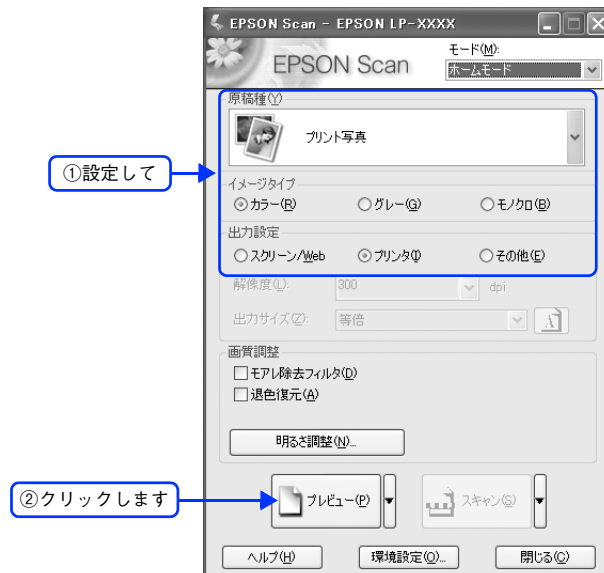 EPSON Scan - EPSON LP-XXXX
EPSON Scan
モード(M):
ホームモード
原稿種(Y)
プリント写真
①設定して
イメージタイプ
カラー(R) グレー(G) モノクロ(B)
出力設定
スクリーン/Web プリンタ(I) その他(E)
解像度(L): 300 dpi
出力サイズ(Z): 等倍
画質調整
モアレ除去フィルタ(D)
退色復元(A)
明るさ調整(N)...
②クリックします
プレビュー(P) スキャン(S)
ヘルプ(H) 環境設定(O)... 閉じる(C)